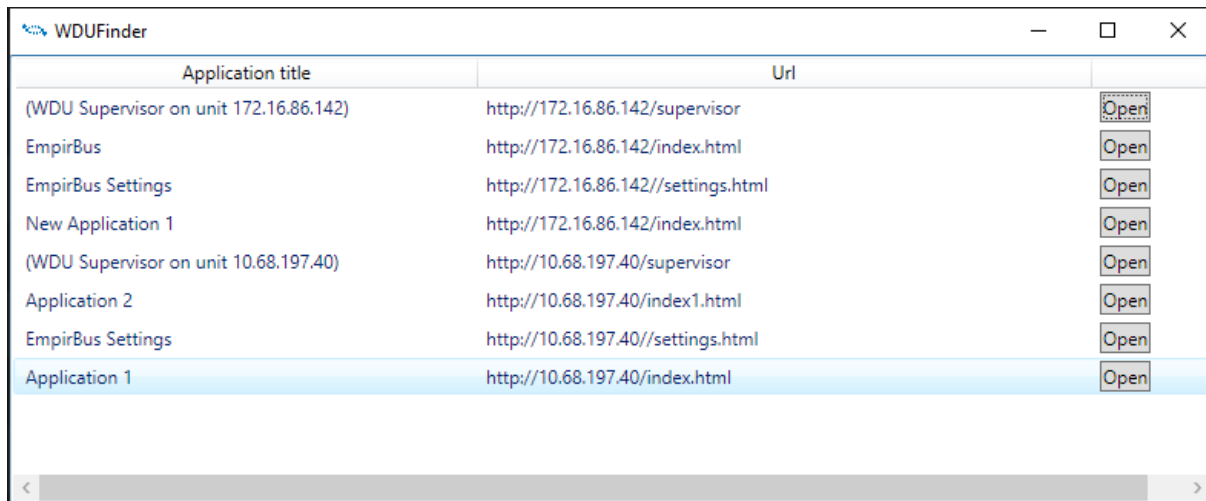 WDUFinder
Application title Url
(WDU Supervisor on unit 172.16.86.142) http://172.16.86.142/supervisor Open
EmpirBus http://172.16.86.142/index.html Open
EmpirBus Settings http://172.16.86.142//settings.html Open
New Application 1 http://172.16.86.142/index.html Open
(WDU Supervisor on unit 10.68.197.40) http://10.68.197.40/supervisor Open
Application 2 http://10.68.197.40/index1.html Open
EmpirBus Settings http://10.68.197.40//settings.html Open
Application 1 http://10.68.197.40/index.html Open